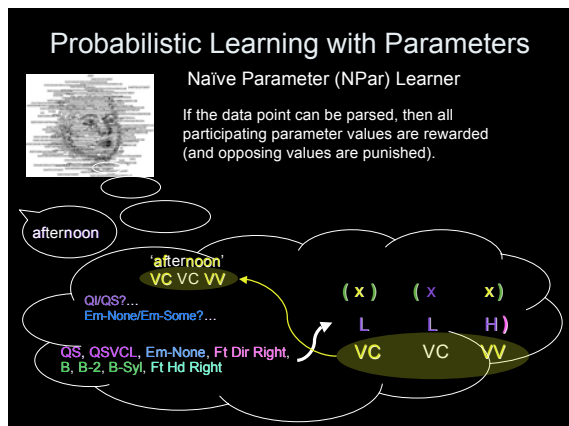 Probabilistic Learning with Parameters
Naïve Parameter (NPar) Learner
If the data point can be parsed, then all
participating parameter values are rewarded
(and opposing values are punished).
afternoon
‘afternoon’
VC VC VV
QI/QS?…
Em-None/Em-Some?…
QS, QSVCL, Em-None, Ft Dir Right,
B, B-2, B-Syl, Ft Hd Right
(x) (x x)
L L H)
VC VC VV